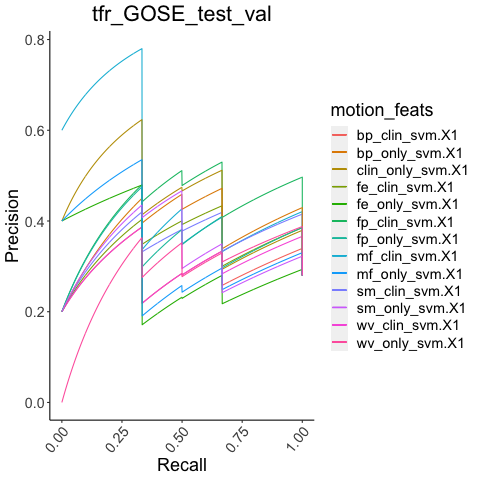 tfr_GOSE_test_val
Precision
0.8
0.6
0.4
0.2
0.0
0.00
0.25
0.50
0.75
1.00
Recall
motion_feats
bp_clin_svm.X1
bp_only_svm.X1
clin_only_svm.X1
fe_clin_svm.X1
fe_only_svm.X1
fp_clin_svm.X1
fp_only_svm.X1
mf_clin_svm.X1
mf_only_svm.X1
sm_clin_svm.X1
sm_only_svm.X1
wv_clin_svm.X1
wv_only_svm.X1